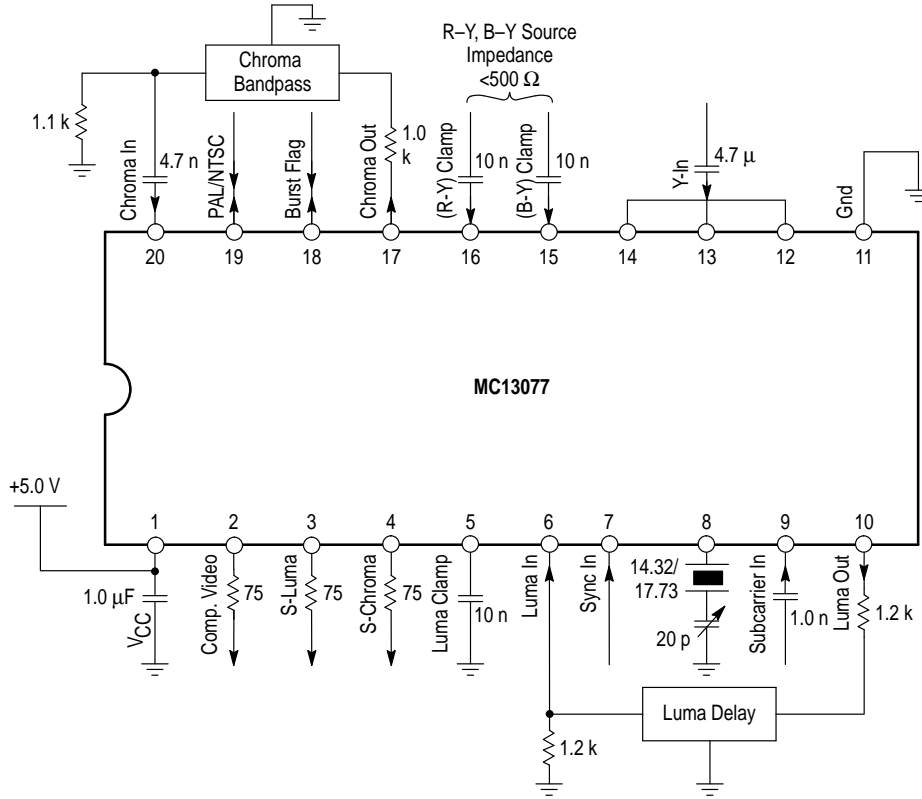 R–Y, B–Y Source
Impedance
<500 Ω
Chroma
Bandpass
1.1 k
Chroma In
4.7 n
PAL/NTSC
Burst Flag
Chroma Out
1.0
k
(R-Y) Clamp
10 n
(B-Y) Clamp
10 n
Y-In
4.7 µ
Gnd
20
19
18
17
16
15
14
13
12
11
MC13077
+5.0 V
1
2
3
4
5
6
7
8
9
10
1.0 µF
VCC
Comp. Video
75
S-Luma
75
S-Chroma
75
Luma Clamp
10 n
Luma In
Sync In
14.32/
17.73
20 p
Subcarrier In
1.0 n
Luma Out
1.2 k
Luma Delay
1.2 k